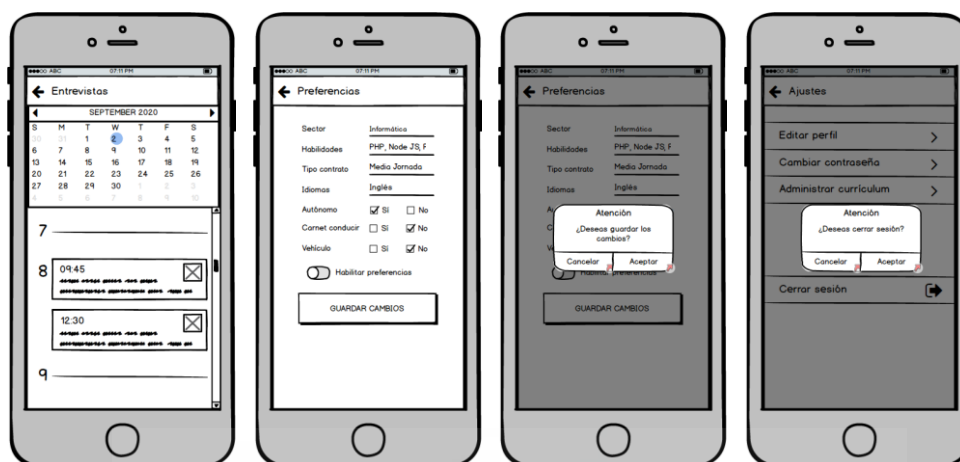 ABC 07:11 PM
Entrevistas
SEPTEMBER 2020
S M T W T F S
30 31 1 2 3 4 5
6 7 8 9 10 11 12
13 14 15 16 17 18 19
20 21 22 23 24 25 26
27 28 29 30 1 2 3
4 5 6 7 8 9 10
7
8
09:45
12:30
9
ABC 07:11 PM
Preferencias
Sector Informática
Habilidades PHP, Node JS, F
Tipo contrato Media Jornada
Idiomas Inglés
Autónomo Sí No
Carnet conducir Sí No
Vehículo Sí No
Habilitar preferencias
GUARDAR CAMBIOS
ABC 07:11 PM
Preferencias
Sector Informática
Habilidades PHP, Node JS, F
Tipo contrato Media Jornada
Idiomas Inglés
Atención
¿Deseas guardar los
cambios?
Cancelar Aceptar
preferencias
GUARDAR CAMBIOS
ABC 07:11 PM
Ajustes
Editar perfil
Cambiar contraseña
Administrar currículum
Atención
¿Deseas cerrar sesión?
Cancelar Aceptar
Cerrar sesión